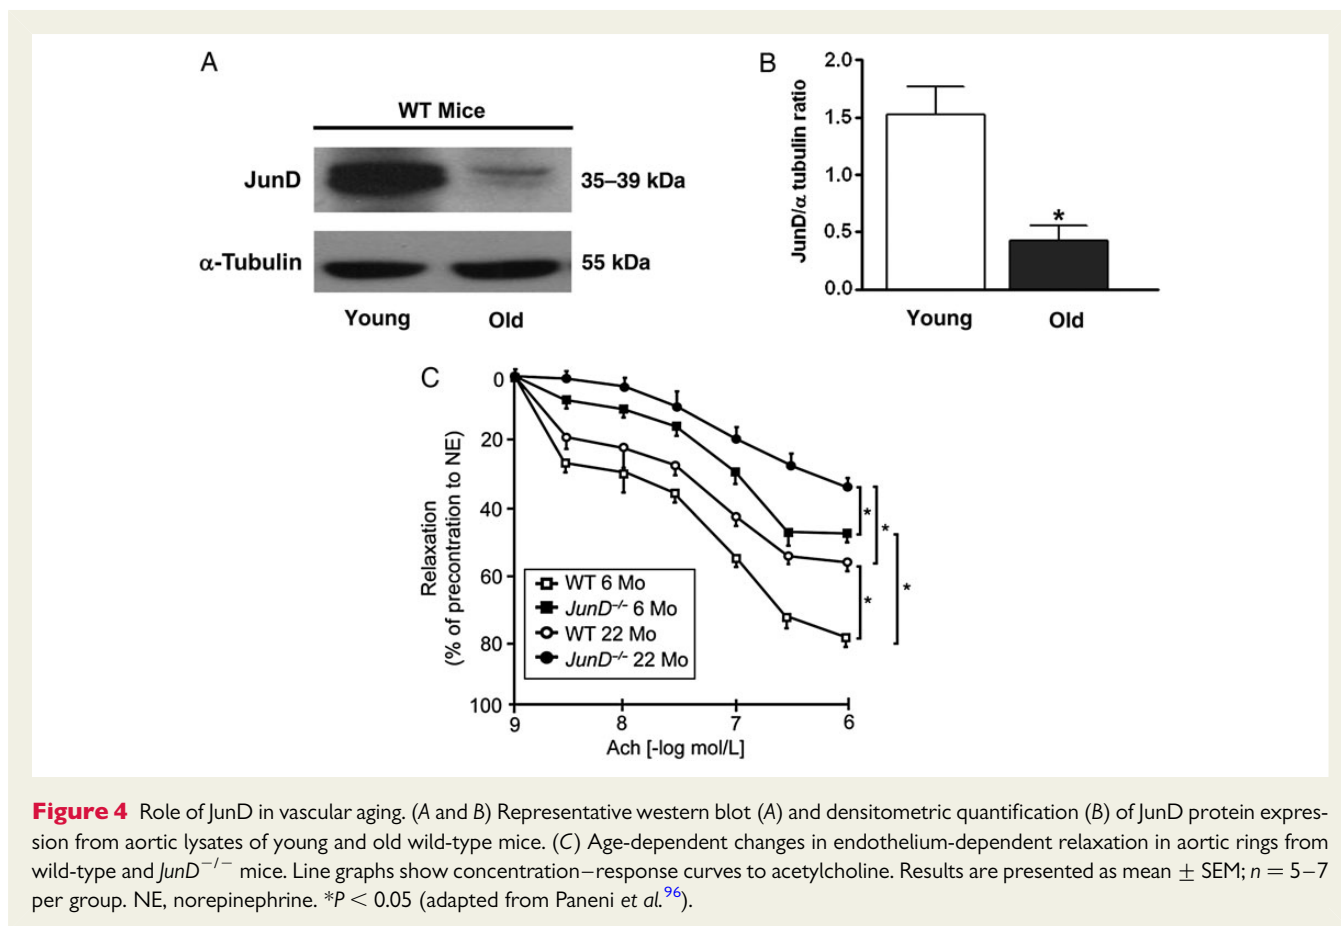 A
WT Mice
JunD
35–39 kDa
α-Tubulin
55 kDa
Young Old
B
JunD/α tubulin ratio
2.0
1.5
1.0
0.5
0.0
*
Young Old
C
Relaxation
(% of precontration to NE)
0
20
40
60
80
100
WT 6 Mo
JunD-/- 6 Mo
WT 22 Mo
JunD-/- 22 Mo
*
*
*
*
9 8 7 6
Ach [-log mol/L]
Figure 4 Role of JunD in vascular aging. (A and B) Representative western blot (A) and densitometric quantification (B) of JunD protein expres-
sion from aortic lysates of young and old wild-type mice. (C) Age-dependent changes in endothelium-dependent relaxation in aortic rings from
wild-type and JunD−/− mice. Line graphs show concentration–response curves to acetylcholine. Results are presented as mean ± SEM; n = 5–7
per group. NE, norepinephrine. *P < 0.05 (adapted from Paneni et al.96).